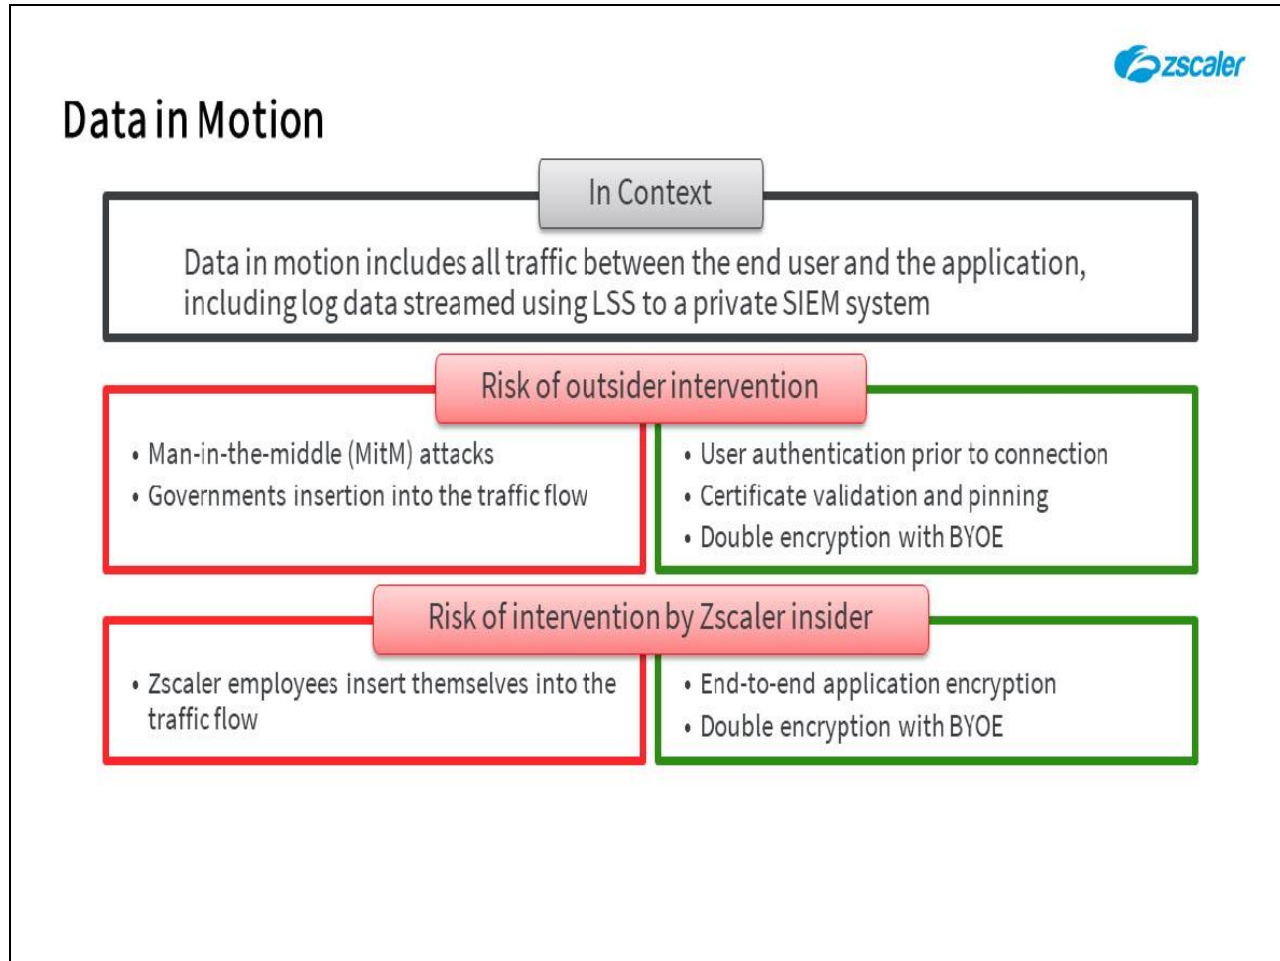 zscaler
Data in Motion
In Context
Data in motion includes all traffic between the end user and the application,
including log data streamed using LSS to a private SIEM system
Risk of outsider intervention
• Man-in-the-middle (MitM) attacks
• Governments insertion into the traffic flow
• User authentication prior to connection
• Certificate validation and pinning
• Double encryption with BYOE
Risk of intervention by Zscaler insider
• Zscaler employees insert themselves into the
traffic flow
• End-to-end application encryption
• Double encryption with BYOE